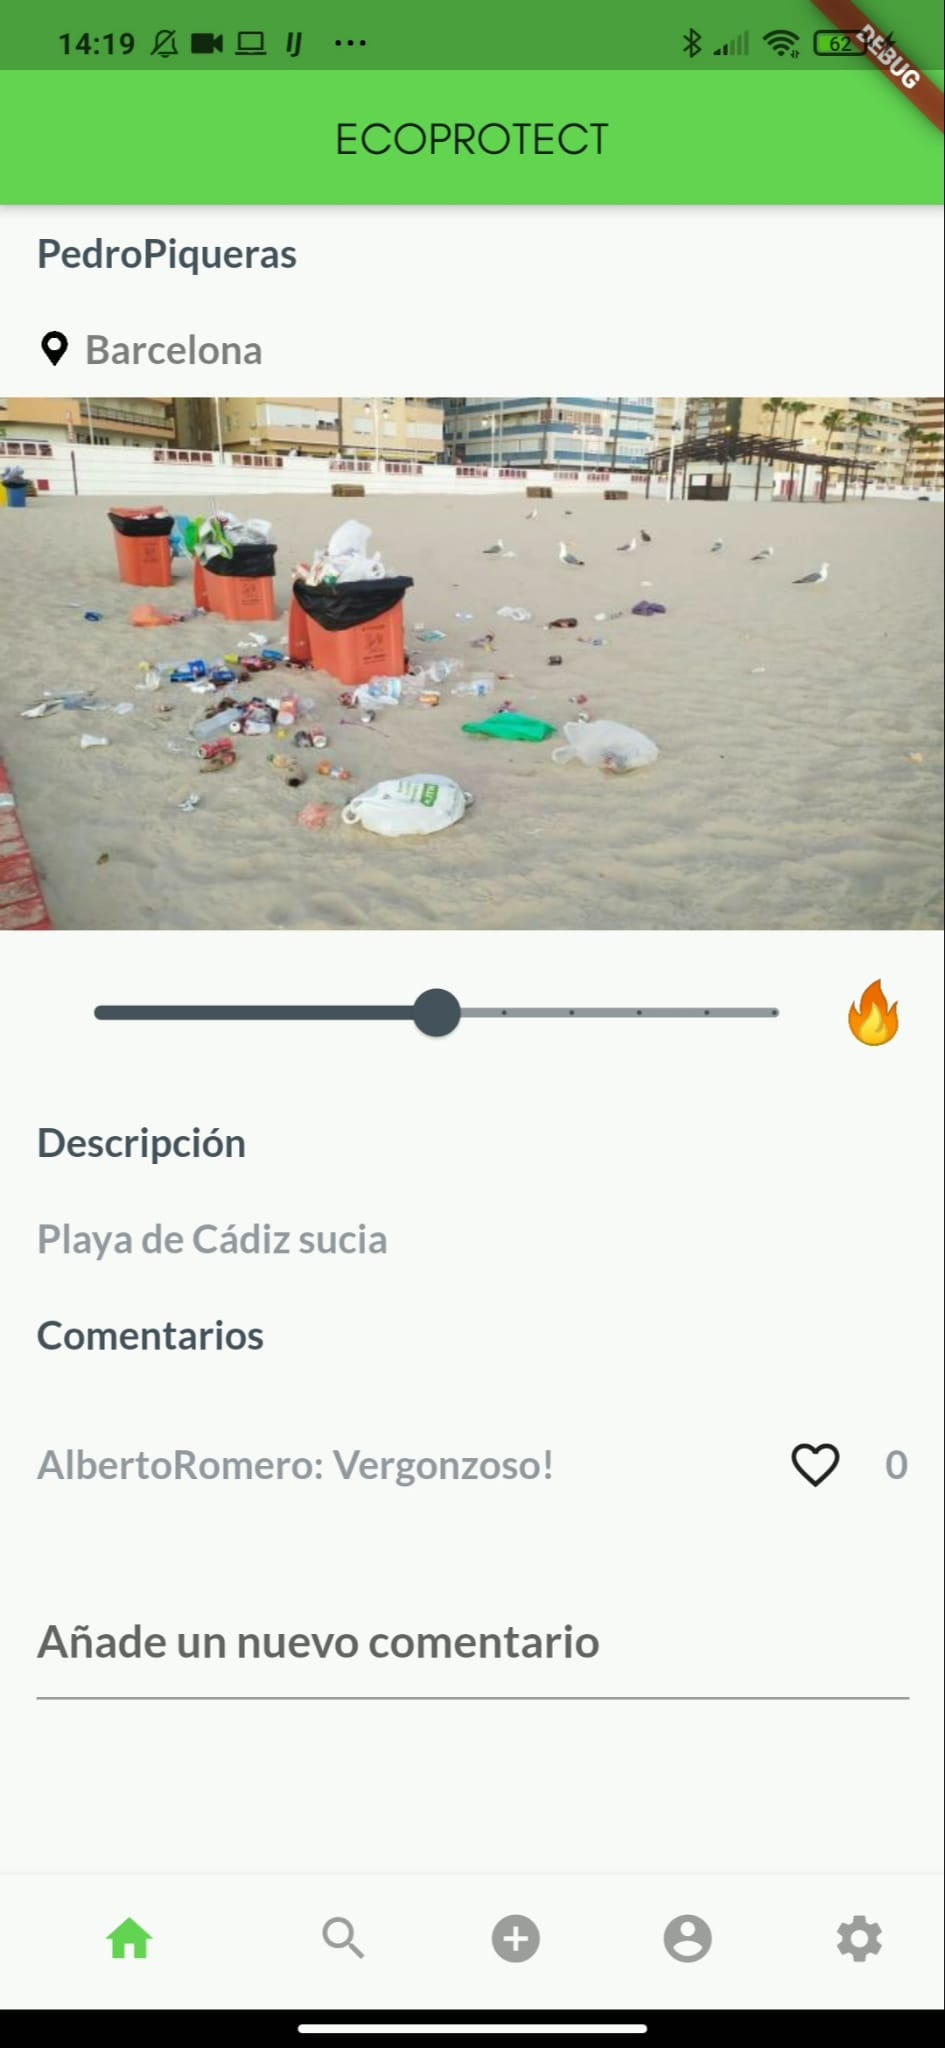 14:19
62
DEBUG
ECOPROTECT
PedroPiqueras
Barcelona
Descripción
Playa de Cádiz sucia
Comentarios
AlbertoRomero: Vergonzoso!
0
Añade un nuevo comentario